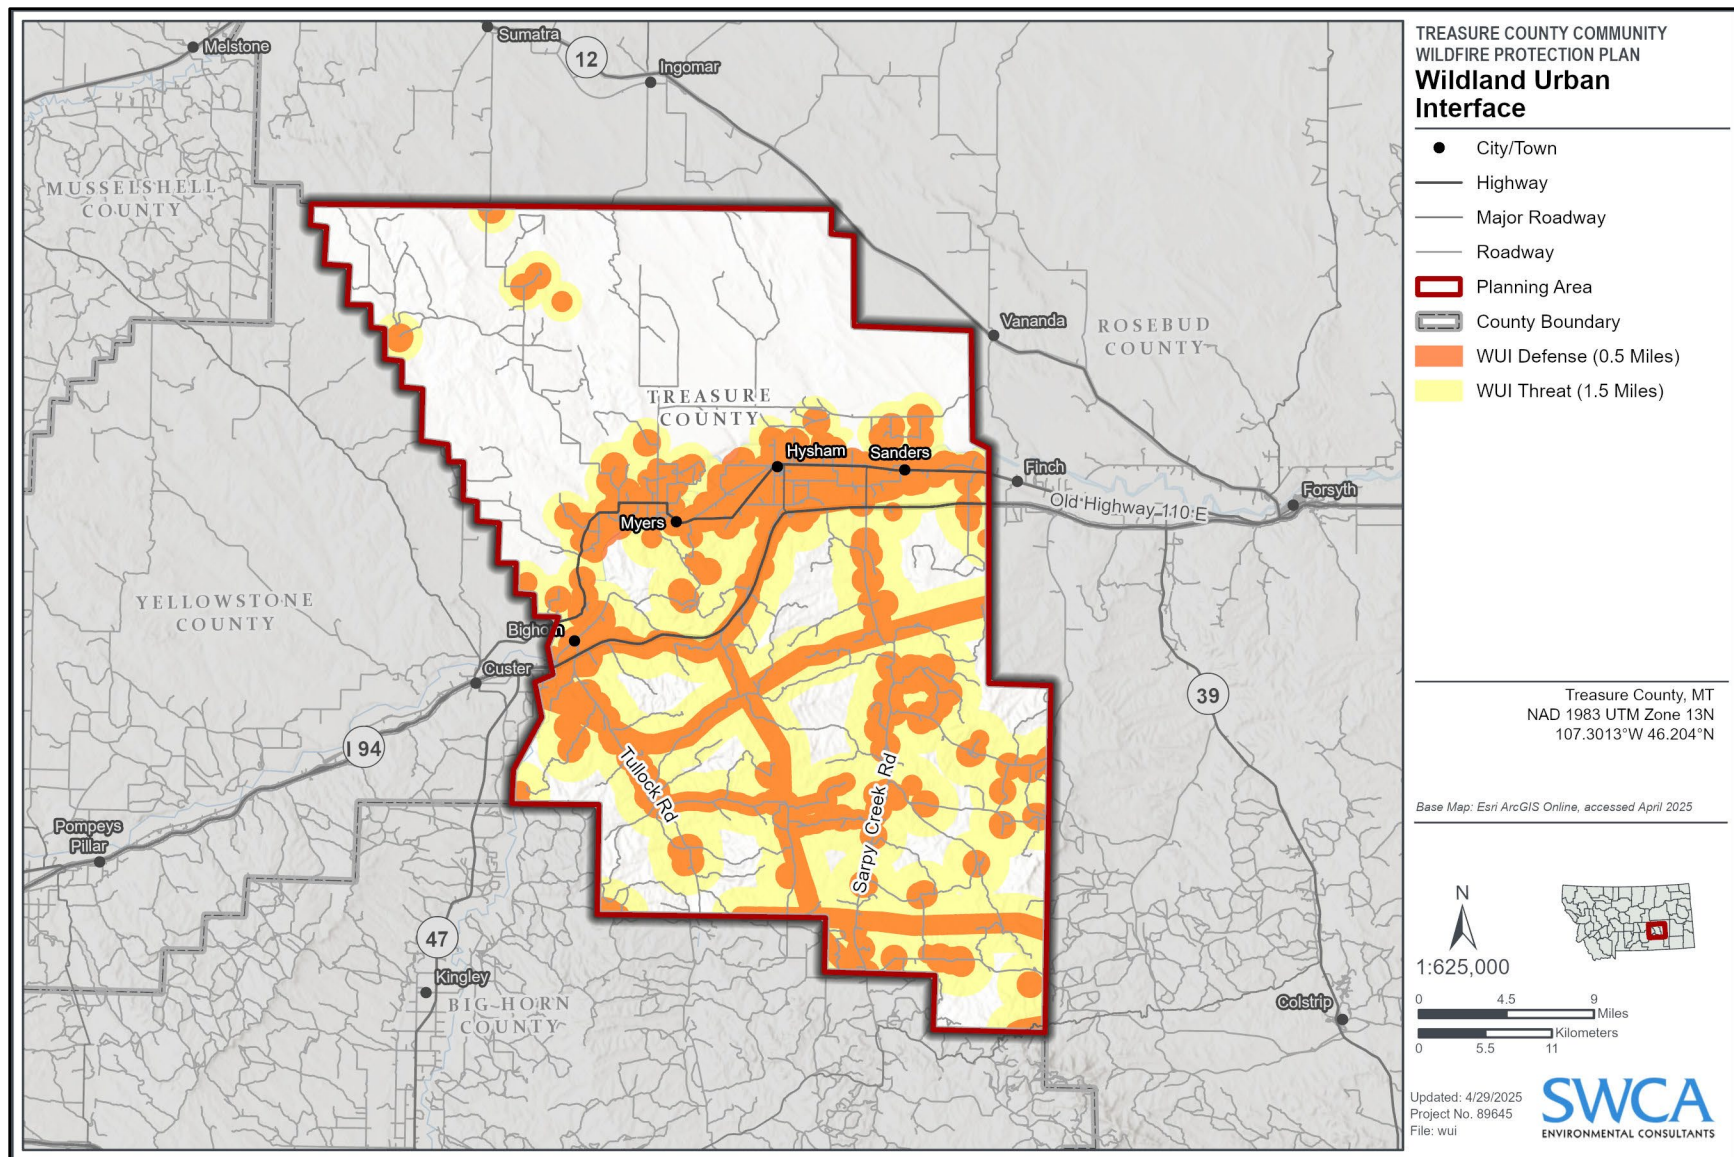 TREASURE COUNTY COMMUNITY
WILDFIRE PROTECTION PLAN
Wildland Urban
Interface
City/Town
Highway
Major Roadway
Roadway
Planning Area
County Boundary
WUI Defense (0.5 Miles)
WUI Threat (1.5 Miles)
Treasure County, MT
NAD 1983 UTM Zone 13N
107.3013°W 46.204°N
Base Map: Esri ArcGIS Online, accessed April 2025
N
1:625,000
0 4.5 9
Miles
Kilometers
0 5.5 11
Updated: 4/29/2025
Project No. 89645
File: wui
SWCA
ENVIRONMENTAL CONSULTANTS
Melstone
Sumatra
12
Ingomar
MUSSELSHELL
COUNTY
Vananda
ROSEBUD
COUNTY
TREASURE
COUNTY
Hysham
Sanders
Finch
Forsyth
Old Highway 110 E
Myers
YELLOWSTONE
COUNTY
Bighorn
Custer
39
I 94
Tullock Rd
Sarpy Creek Rd
Pompeys
Pillar
47
Kingley
BIG HORN
COUNTY
Colstrip